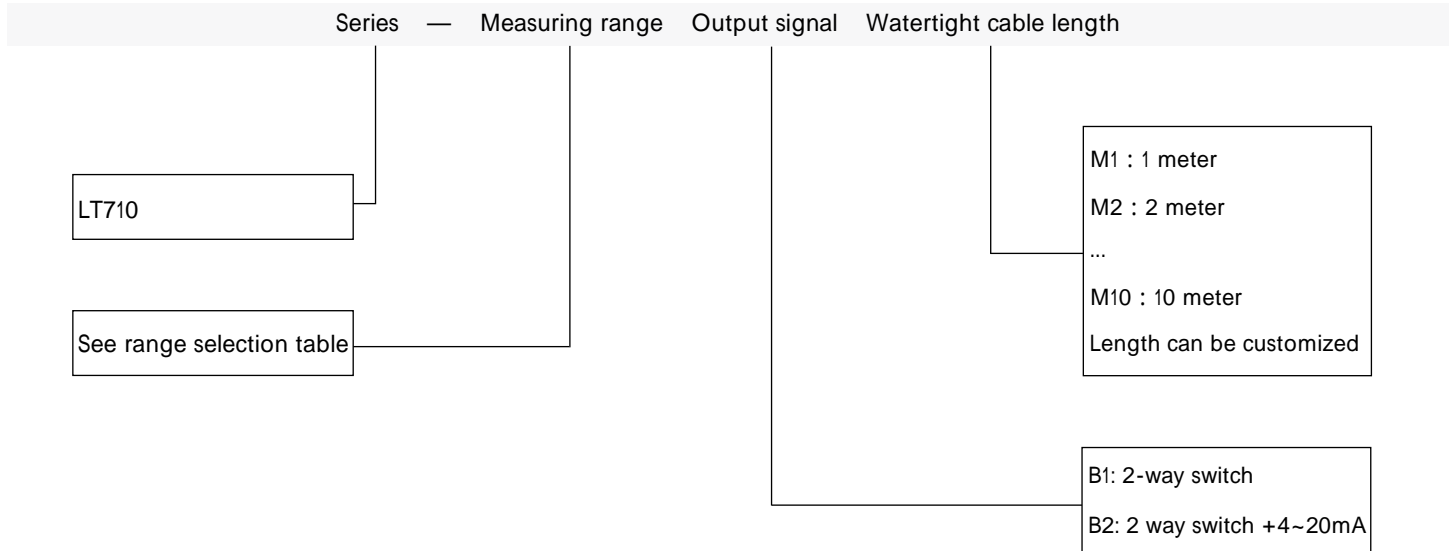 Series — Measuring range Output signal Watertight cable length
LT710
See range selection table
M1 : 1 meter
M2 : 2 meter
...
M10 : 10 meter
Length can be customized
B1: 2-way switch
B2: 2 way switch +4~20mA